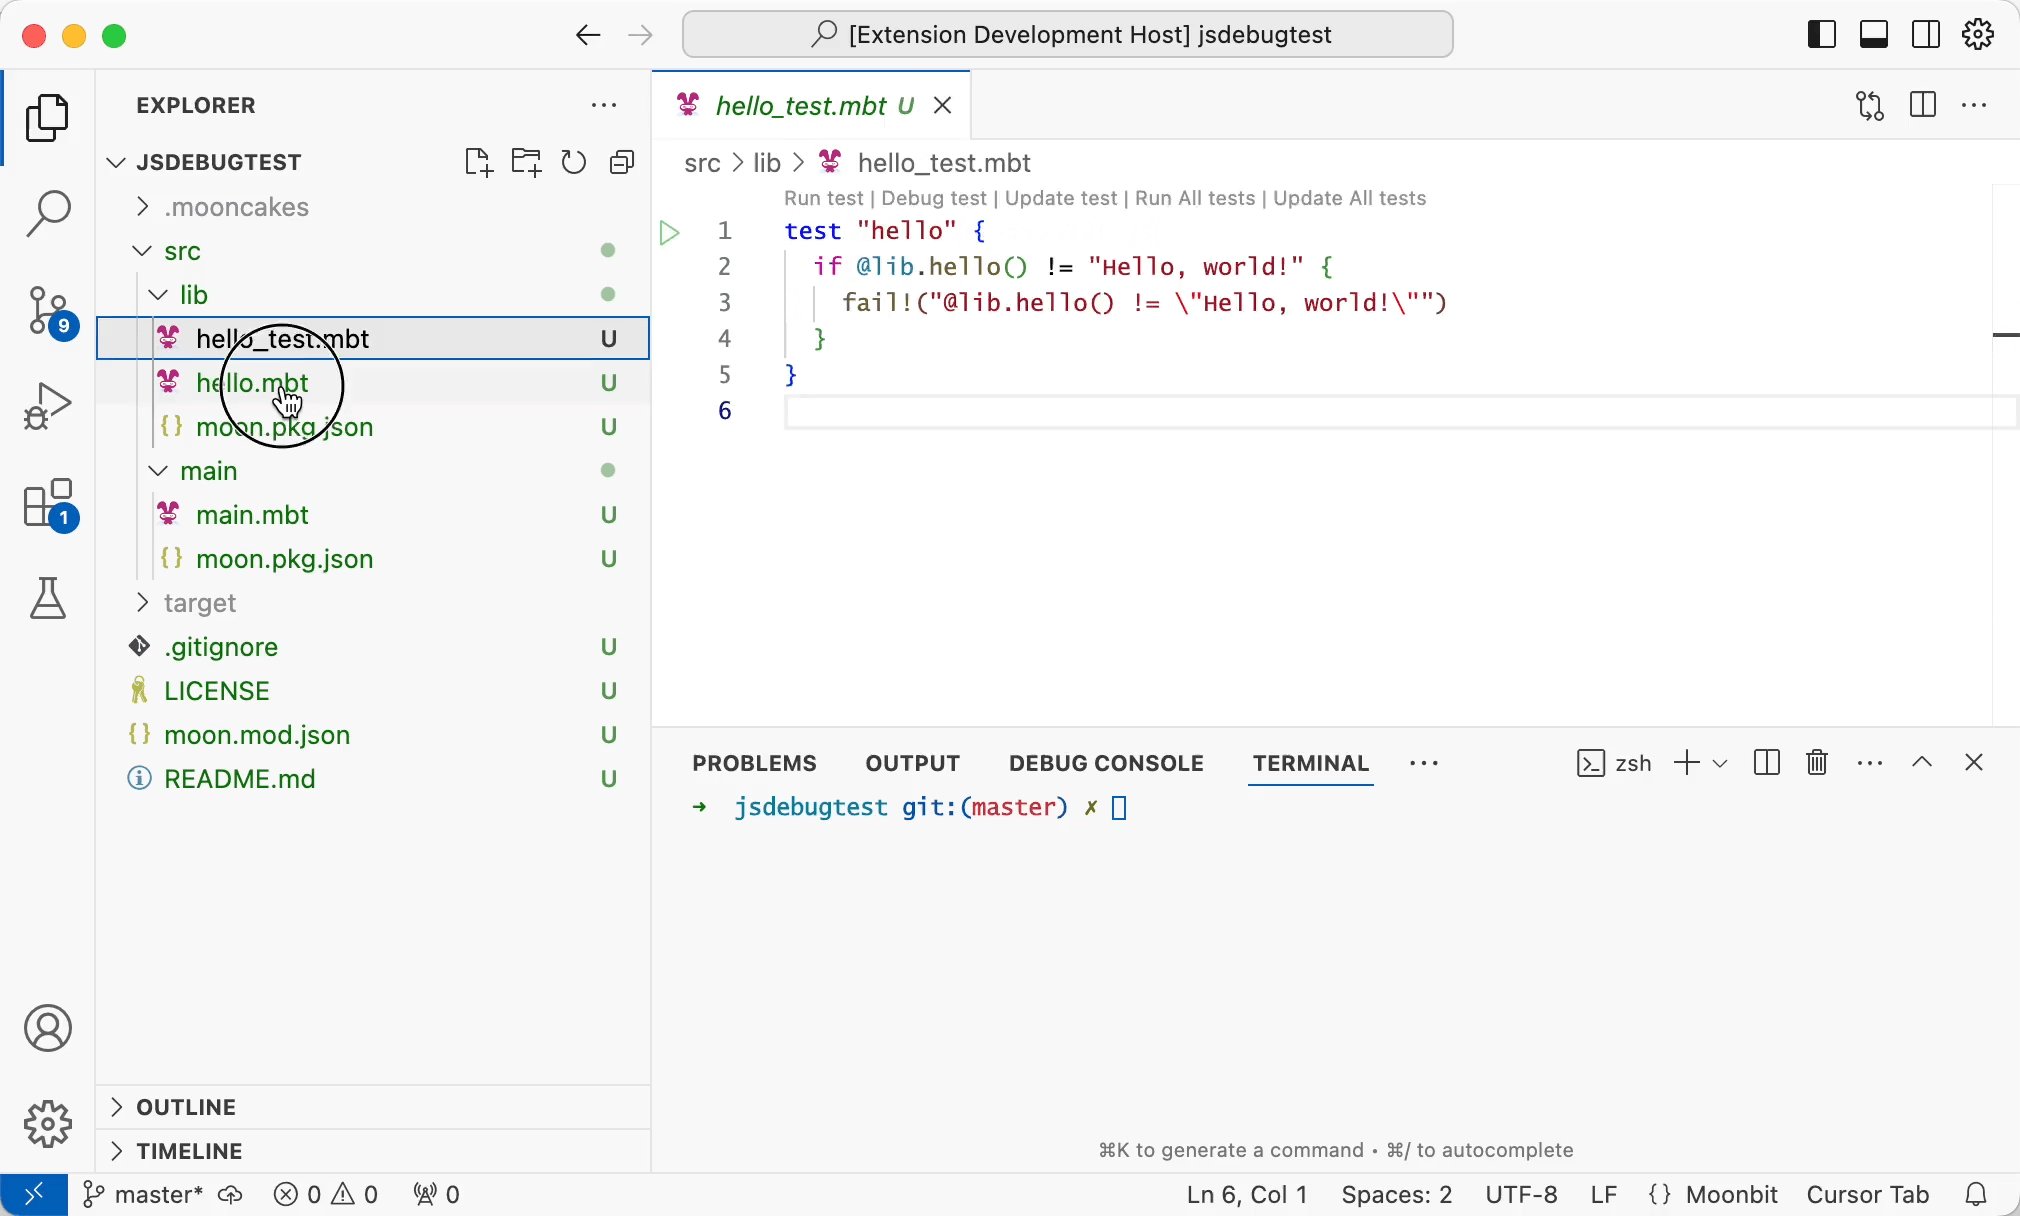 [Extension Development Host] jsdebugtest
EXPLORER
JSDEBUGTEST
.mooncakes
src
lib
hello_test.mbt U
hello.mbt U
{} moon.pkg.json U
main
main.mbt U
{} moon.pkg.json U
target
.gitignore U
LICENSE U
{} moon.mod.json U
README.md U
OUTLINE
TIMELINE
9
1
hello_test.mbt U
src > lib > hello_test.mbt
Run test | Debug test | Update test | Run All tests | Update All tests
1 test "hello" {
2 if @lib.hello() != "Hello, world!" {
3 fail!("@lib.hello() != \"Hello, world!\"")
4 }
5 }
6
PROBLEMS OUTPUT DEBUG CONSOLE TERMINAL ··· zsh
→ jsdebugtest git:(master) ✗
⌘K to generate a command • ⌘/ to autocomplete
master* 0 0 0 Ln 6, Col 1 Spaces: 2 UTF-8 LF {} Moonbit Cursor Tab